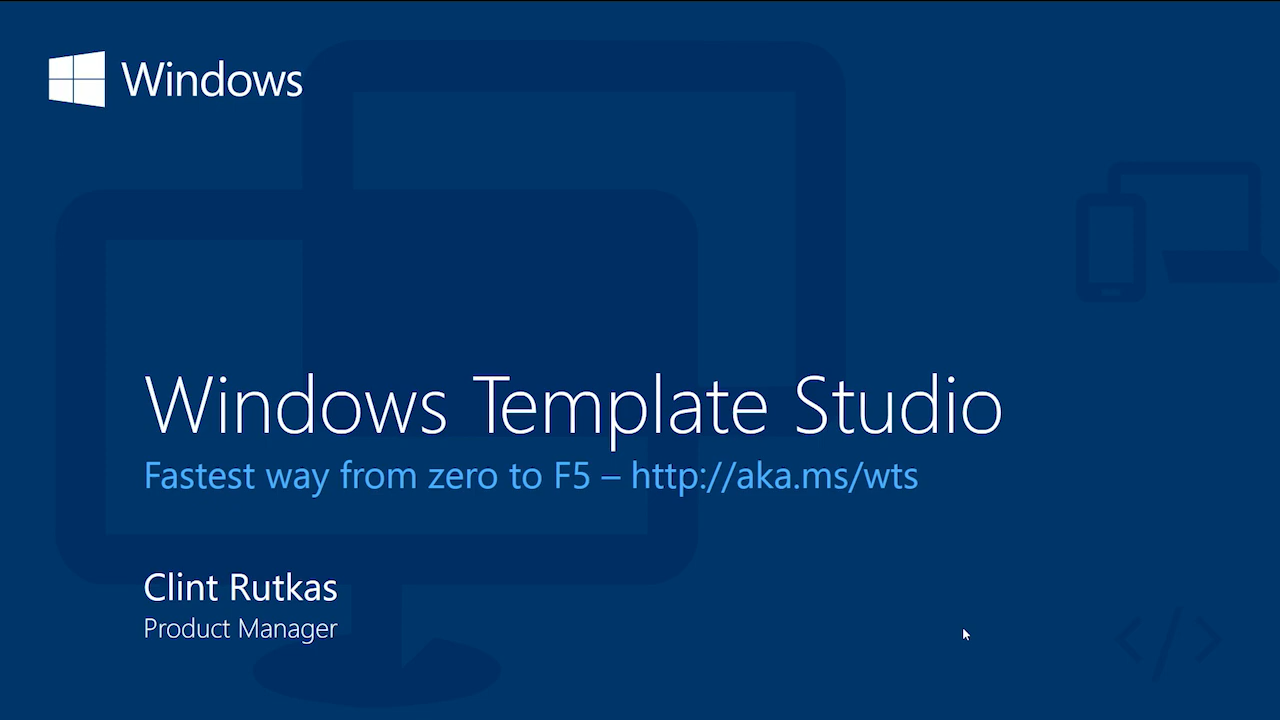 Windows
Windows Template Studio
Fastest way from zero to F5 – http://aka.ms/wts
Clint Rutkas
Product Manager
</>